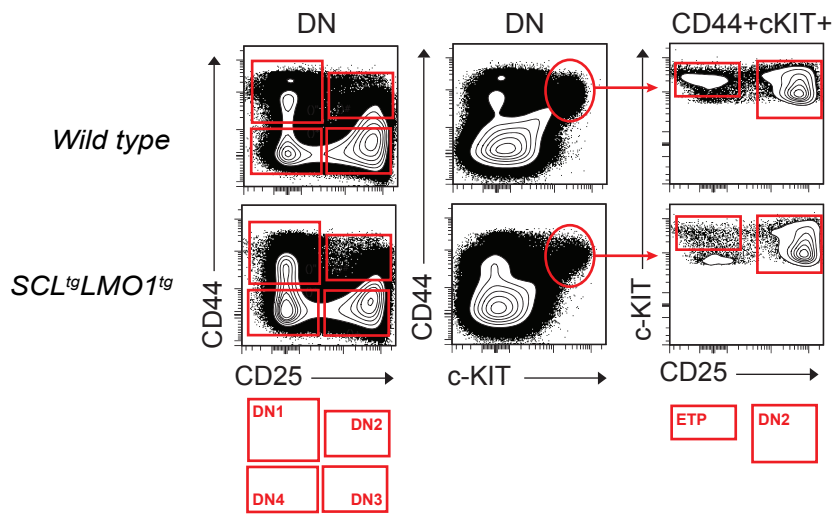 DN
DN
CD44+cKIT+
Wild type
SCLtgLMO1tg
CD44
CD44
c-KIT
CD25
c-KIT
CD25
DN1
DN2
DN4
DN3
ETP
DN2